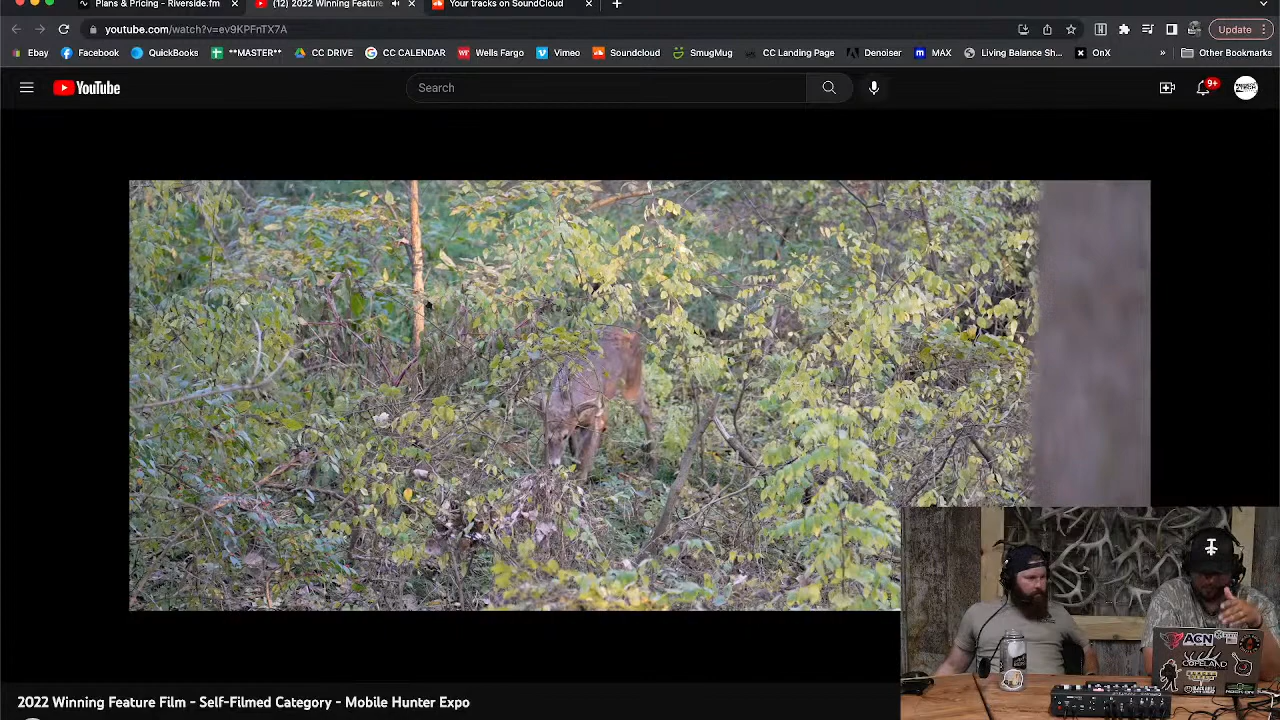 Plans & Pricing - Riverside.fm
(12) 2022 Winning Feature
Your tracks on SoundCloud
youtube.com/watch?v=ev9KPFnTX7A
Update
Ebay
Facebook
QuickBooks
**MASTER**
CC DRIVE
CC CALENDAR
Wells Fargo
Vimeo
Soundcloud
SmugMug
CC Landing Page
Denoiser
MAX
Living Balance Sh...
OnX
Other Bookmarks
YouTube
Search
9+
ACN
COPELAND
2022 Winning Feature Film - Self-Filmed Category - Mobile Hunter Expo